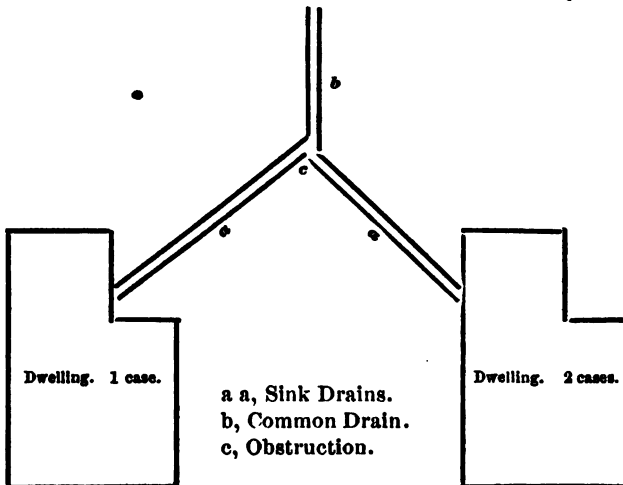 b
c
a
a
Dwelling. 1 case.
Dwelling. 2 cases.
a a, Sink Drains.
b, Common Drain.
c, Obstruction.